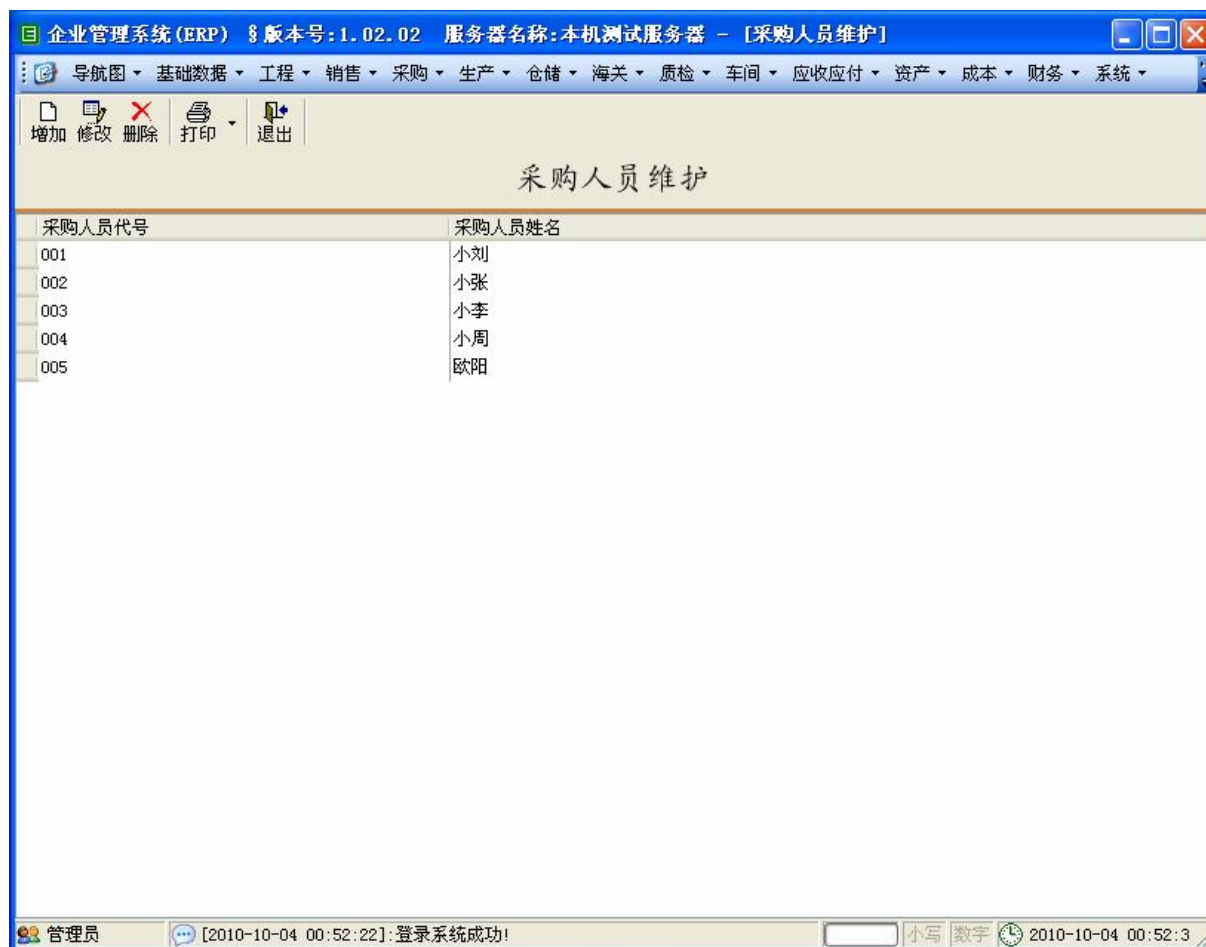 企业管理系统(ERP) §版本号:1.02.02 服务器名称:本机测试服务器 - [采购人员维护]
导航图 基础数据 工程 销售 采购 生产 仓储 海关 质检 车间 应收应付 资产 成本 财务 系统
增加 修改 删除 打印 退出
采购人员维护
采购人员代号 采购人员姓名
001 小刘
002 小张
003 小李
004 小周
005 欧阳
管理员 [2010-10-04 00:52:22]:登录系统成功! 小写 数字 2010-10-04 00:52:3